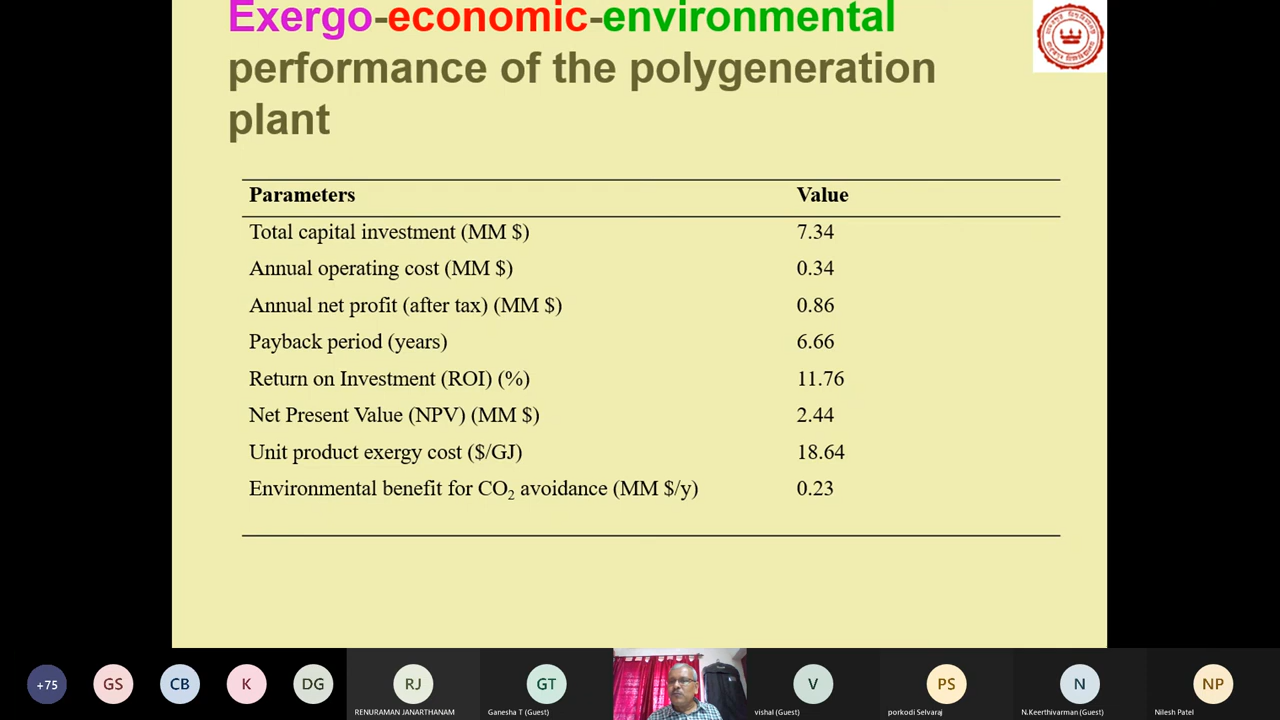 Exergo-economic-environmental
performance of the polygeneration
plant
Parameters Value
Total capital investment (MM $) 7.34
Annual operating cost (MM $) 0.34
Annual net profit (after tax) (MM $) 0.86
Payback period (years) 6.66
Return on Investment (ROI) (%) 11.76
Net Present Value (NPV) (MM $) 2.44
Unit product exergy cost ($/GJ) 18.64
Environmental benefit for CO₂ avoidance (MM $/y) 0.23
+75 GS CB K DG RJ GT V PS N NP
RENURAMAN JANARTHANAM Ganesha T (Guest) vishal (Guest) porkodi Selvaraj N.Keerthivarman (Guest) Nilesh Patel